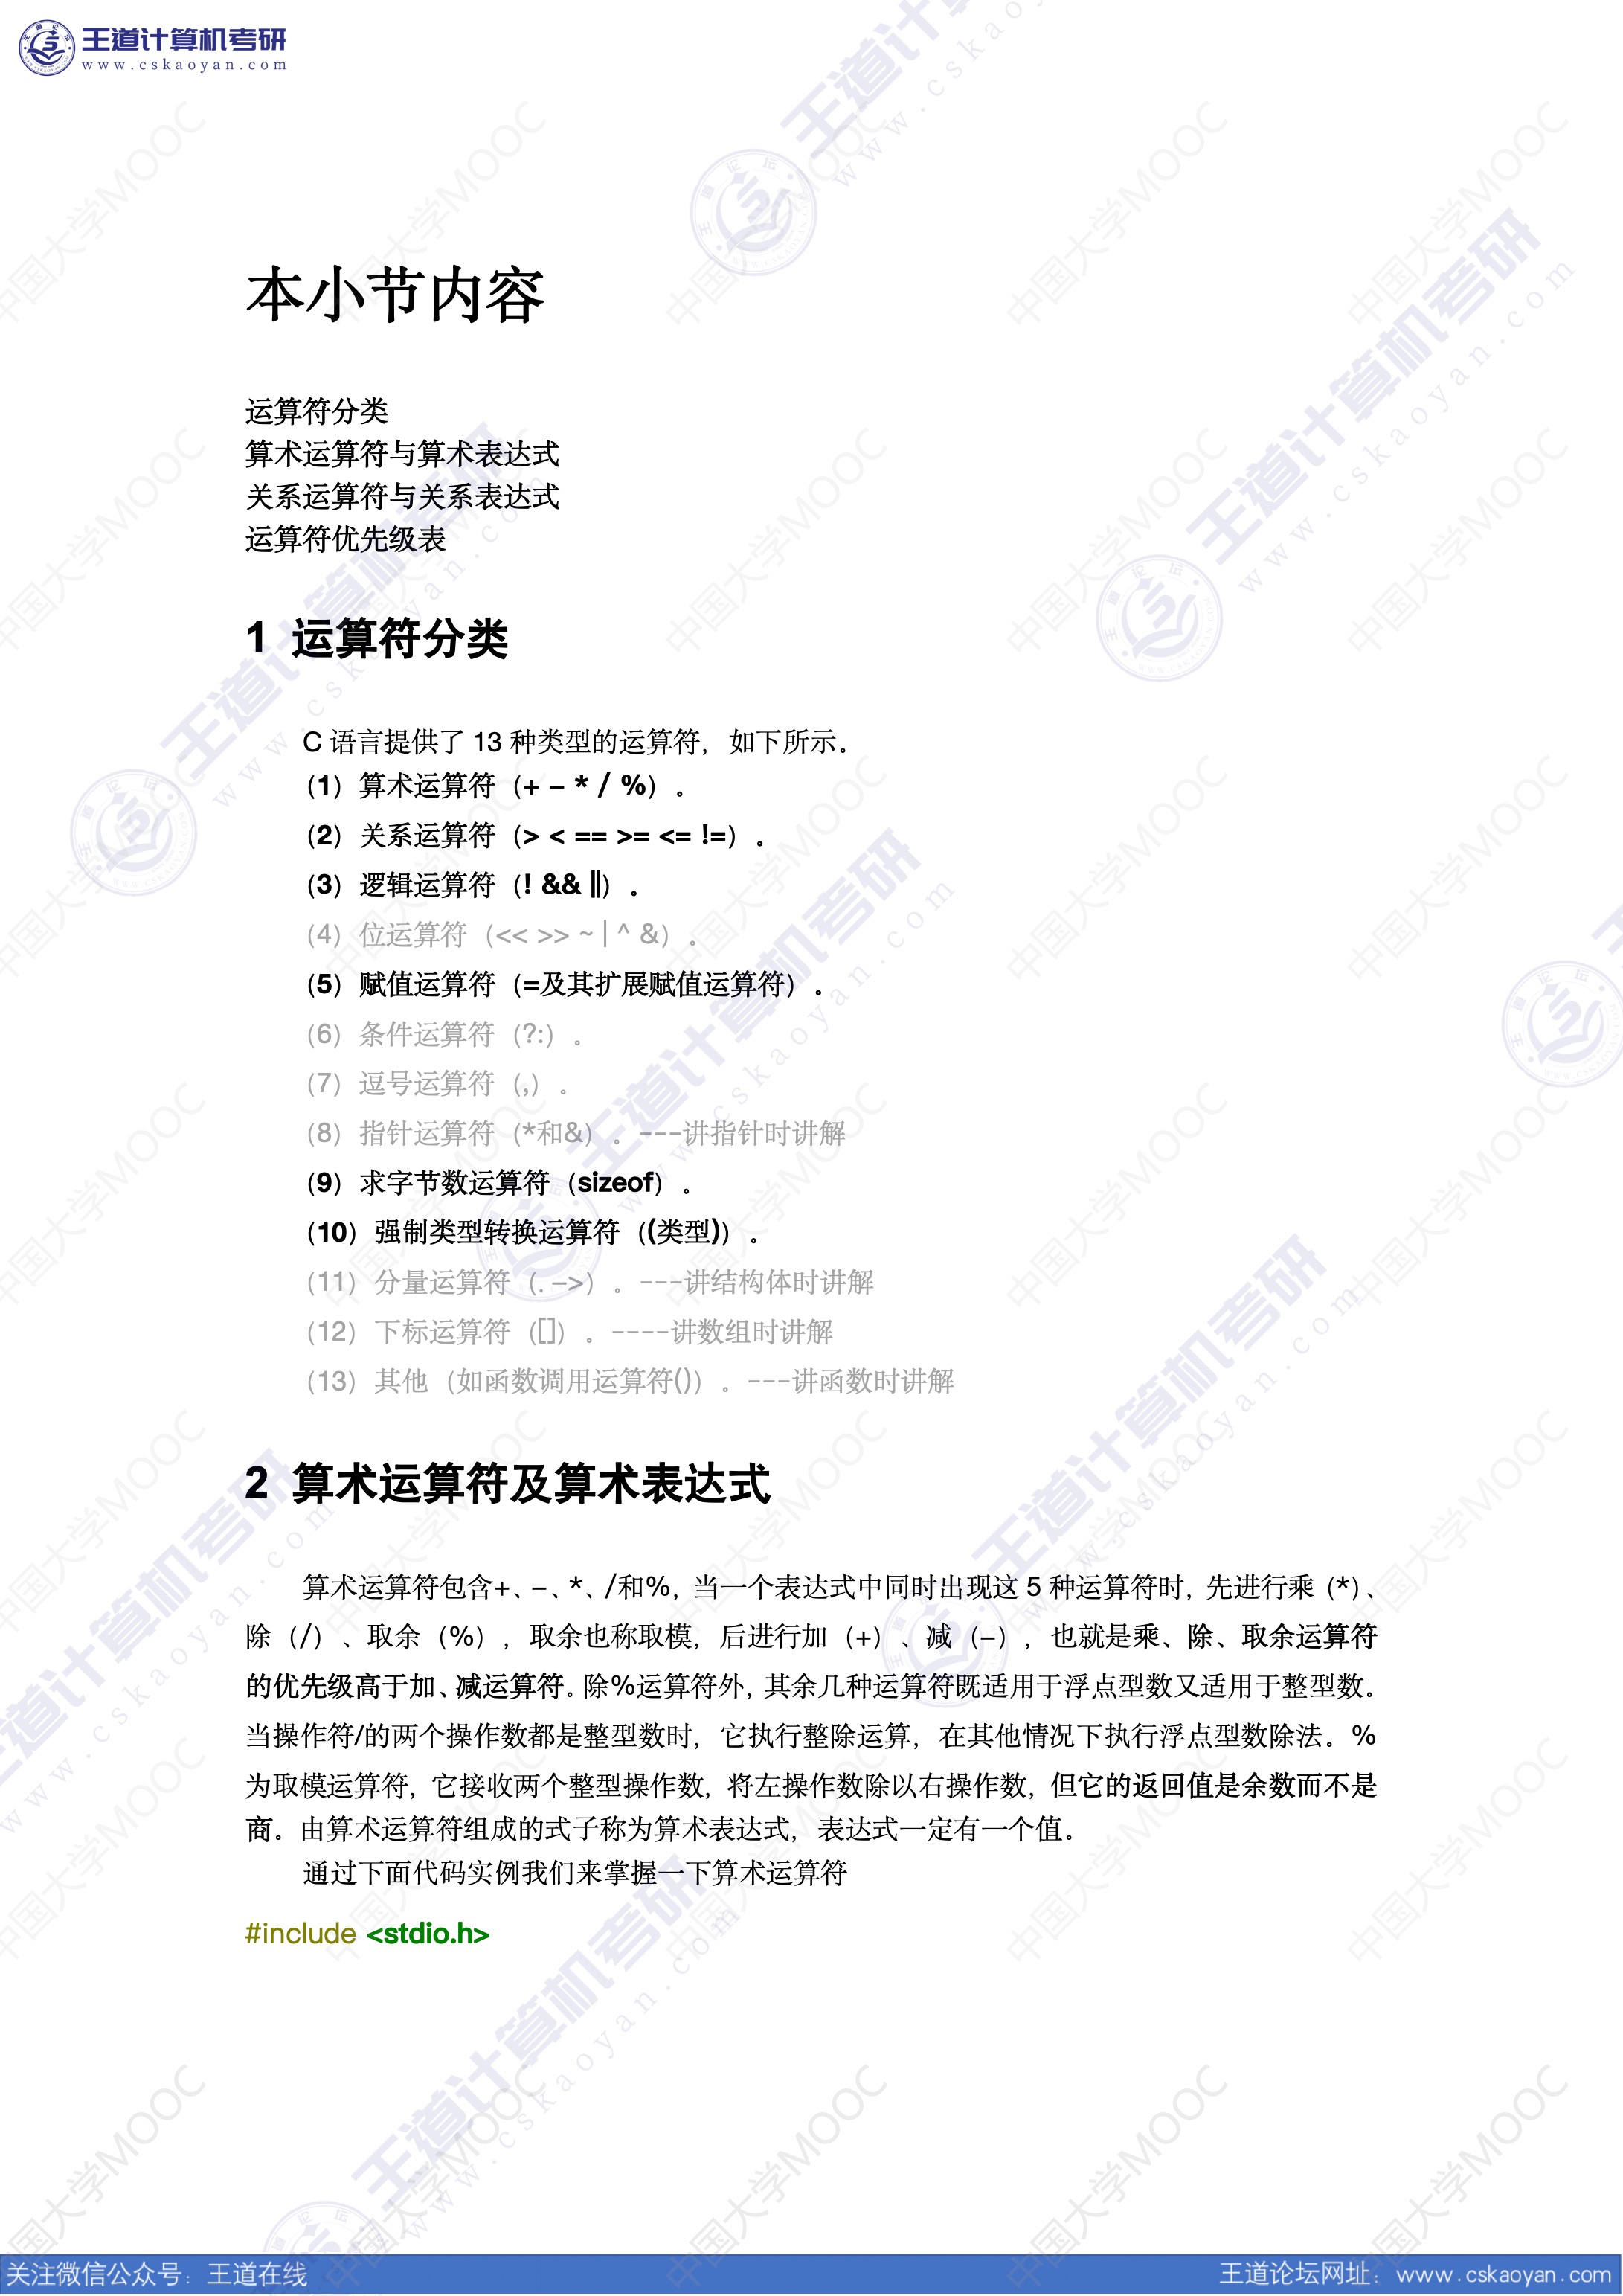 王道计算机考研
www.cskaoyan.com
本小节内容
运算符分类
算术运算符与算术表达式
关系运算符与关系表达式
运算符优先级表
1 运算符分类
C 语言提供了 13 种类型的运算符，如下所示。
（1）算术运算符（+ - * / %）。
（2）关系运算符（> < == >= <= !=）。
（3）逻辑运算符（! && ||）。
（4）位运算符（<< >> ~ | ^ &）。
（5）赋值运算符（=及其扩展赋值运算符）。
（6）条件运算符（?:）。
（7）逗号运算符（,）。
（8）指针运算符（*和&）。---讲指针时讲解
（9）求字节数运算符（sizeof）。
（10）强制类型转换运算符（(类型)）。
（11）分量运算符（. ->）。---讲结构体时讲解
（12）下标运算符（[]）。----讲数组时讲解
（13）其他（如函数调用运算符()）。---讲函数时讲解
2 算术运算符及算术表达式
算术运算符包含+、-、*、/和%，当一个表达式中同时出现这 5 种运算符时，先进行乘（*）、
除（/）、取余（%），取余也称取模，后进行加（+）、减（-），也就是乘、除、取余运算符
的优先级高于加、减运算符。除%运算符外，其余几种运算符既适用于浮点型数又适用于整型数。
当操作符/的两个操作数都是整型数时，它执行整除运算，在其他情况下执行浮点型数除法。%
为取模运算符，它接收两个整型操作数，将左操作数除以右操作数，但它的返回值是余数而不是
商。由算术运算符组成的式子称为算术表达式，表达式一定有一个值。
通过下面代码实例我们来掌握一下算术运算符
#include <stdio.h>
关注微信公众号：王道在线
王道论坛网址：www.cskaoyan.com